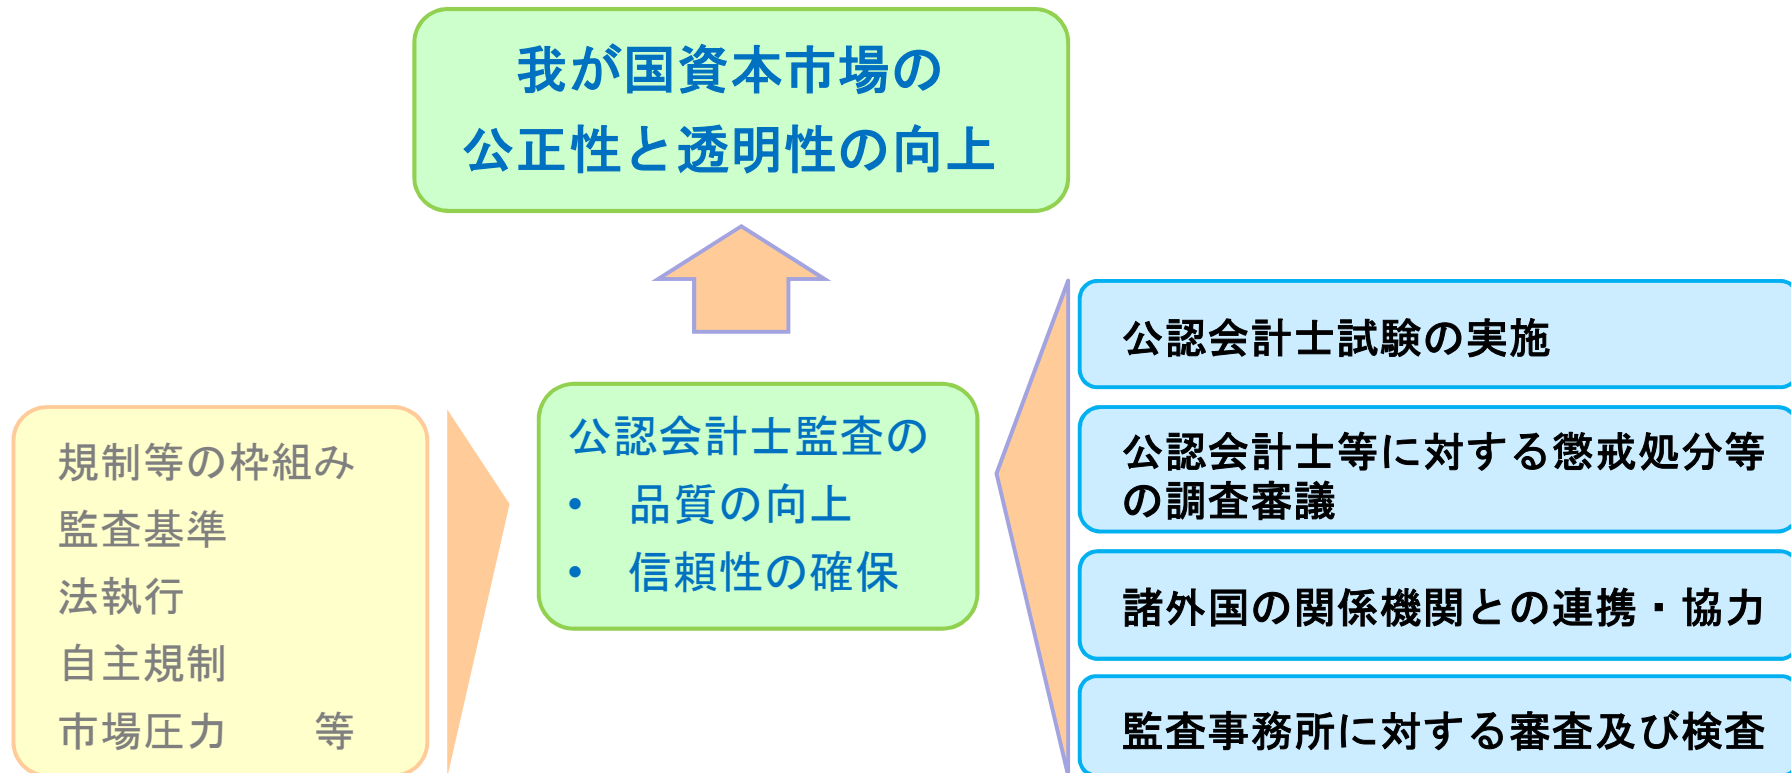 我が国資本市場の
公正性と透明性の向上
規制等の枠組み
監査基準
法執行
自主規制
市場圧力　　等
公認会計士監査の
• 品質の向上
• 信頼性の確保
公認会計士試験の実施
公認会計士等に対する懲戒処分等
の調査審議
諸外国の関係機関との連携・協力
監査事務所に対する審査及び検査